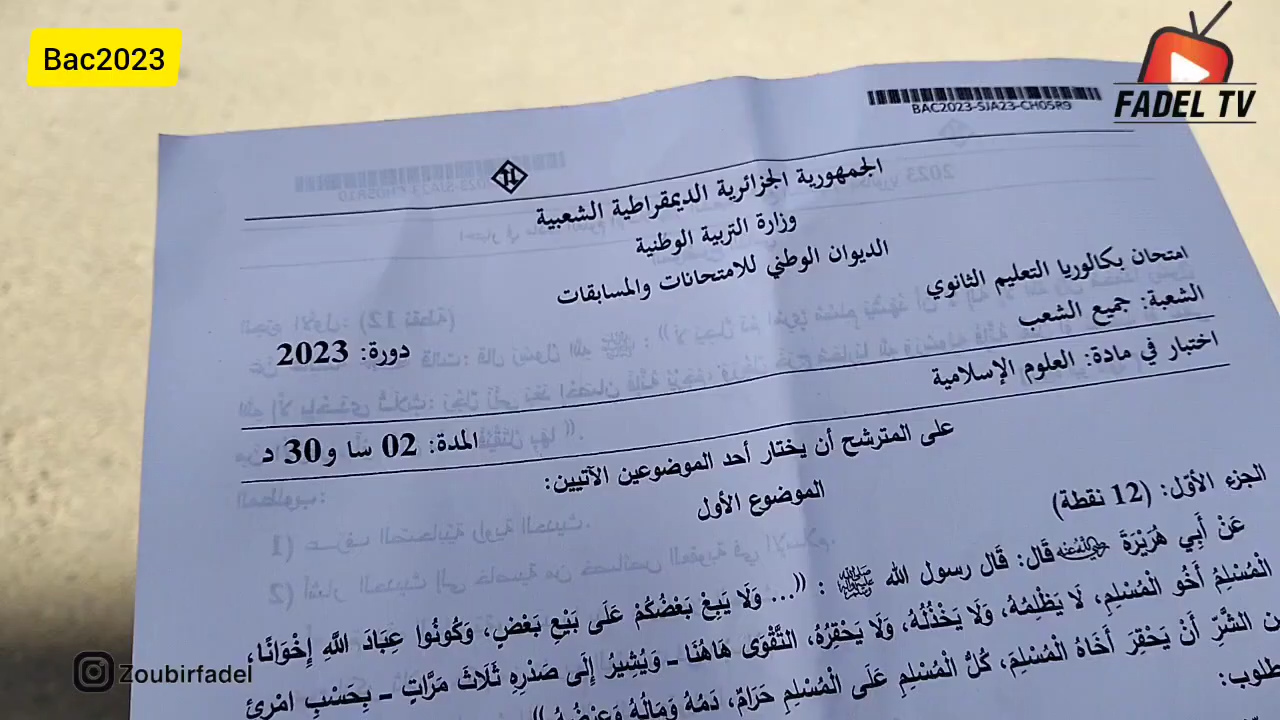 Bac2023
FADEL TV
BAC2023-SJA23-CH05R9
الجمهورية الجزائرية الديمقراطية الشعبية
وزارة التربية الوطنية
الديوان الوطني للامتحانات والمسابقات
امتحان بكالوريا التعليم الثانوي
الشعبة: جميع الشعب
دورة: 2023
اختبار في مادة: العلوم الإسلامية
المدة: 02 سا و30 د
على المترشح أن يختار أحد الموضوعين الآتيين:
الموضوع الأول
الجزء الأوّل: (12 نقطة)
عَنْ أَبِي هُرَيْرَةَ رضي الله عنه قَالَ: قَال رسول الله ﷺ : ((... وَلَا يَبِعْ بَعْضُكُمْ عَلَى بَيْعِ بَعْضٍ، وَكُونُوا عِبَادَ اللَّهِ إِخْوَانًا،
الْمُسْلِمُ أَخُو الْمُسْلِمِ، لَا يَظْلِمُهُ، وَلَا يَخْذُلُهُ، وَلَا يَحْقِرُهُ، التَّقْوَى هَاهُنَا ـ وَيُشِيرُ إِلَى صَدْرِهِ ثَلَاثَ مَرَّاتٍ ـ بِحَسْبِ امْرِئٍ
الشَّرِّ أَنْ يَحْقِرَ أَخَاهُ الْمُسْلِمَ، كُلُّ الْمُسْلِمِ عَلَى الْمُسْلِمِ حَرَامٌ، دَمُهُ وَمَالُهُ وَعِرْضُهُ))
Zoubirfadel